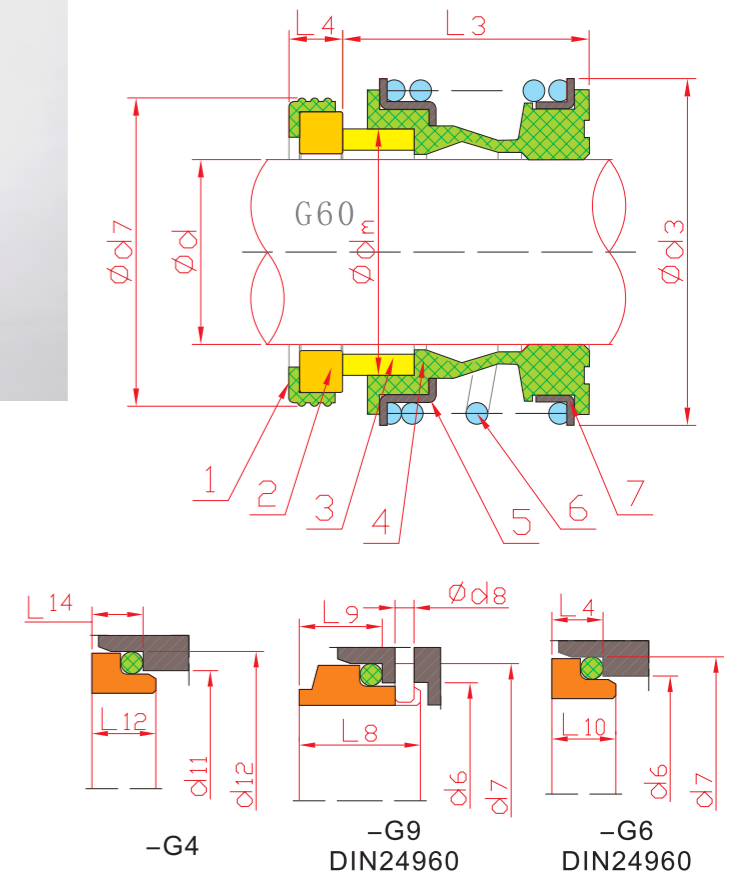 L4 L3
G60
Ød7 Ød Ødm Ød3
1 2 3 4 5 6 7
L14 L9 Ød8 L4
L12 L8 L10
d11 d12 d6 d7 d6 d7
–G4 –G9 –G6
DIN24960 DIN24960